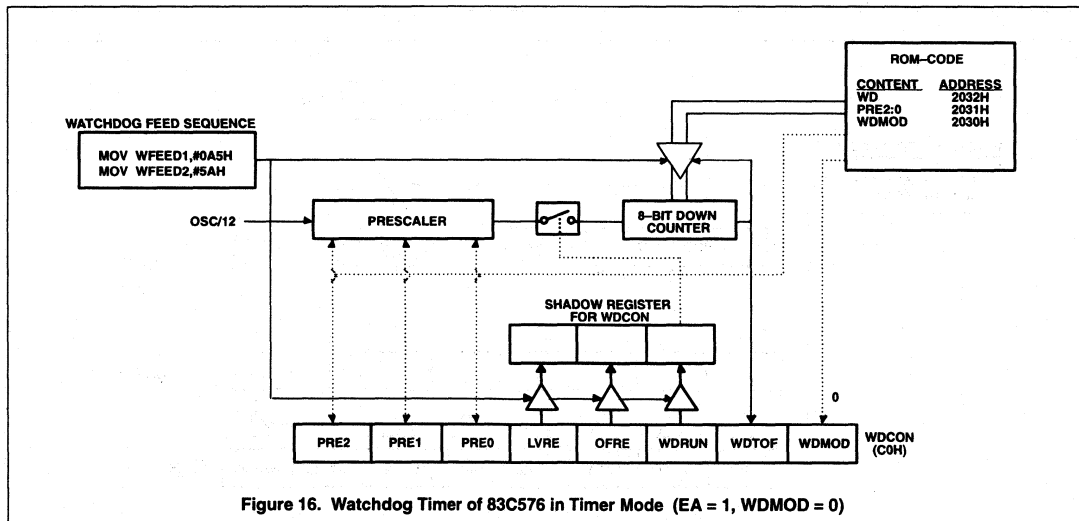 ROM–CODE
CONTENT ADDRESS
WD 2032H
PRE2:0 2031H
WDMOD 2030H
WATCHDOG FEED SEQUENCE
MOV WFEED1,#0A5H
MOV WFEED2,#5AH
OSC/12
PRESCALER
8–BIT DOWN
COUNTER
SHADOW REGISTER
FOR WDCON
0
PRE2 PRE1 PRE0 LVRE OFRE WDRUN WDTOF WDMOD WDCON
(C0H)
Figure 16. Watchdog Timer of 83C576 in Timer Mode (EA = 1, WDMOD = 0)